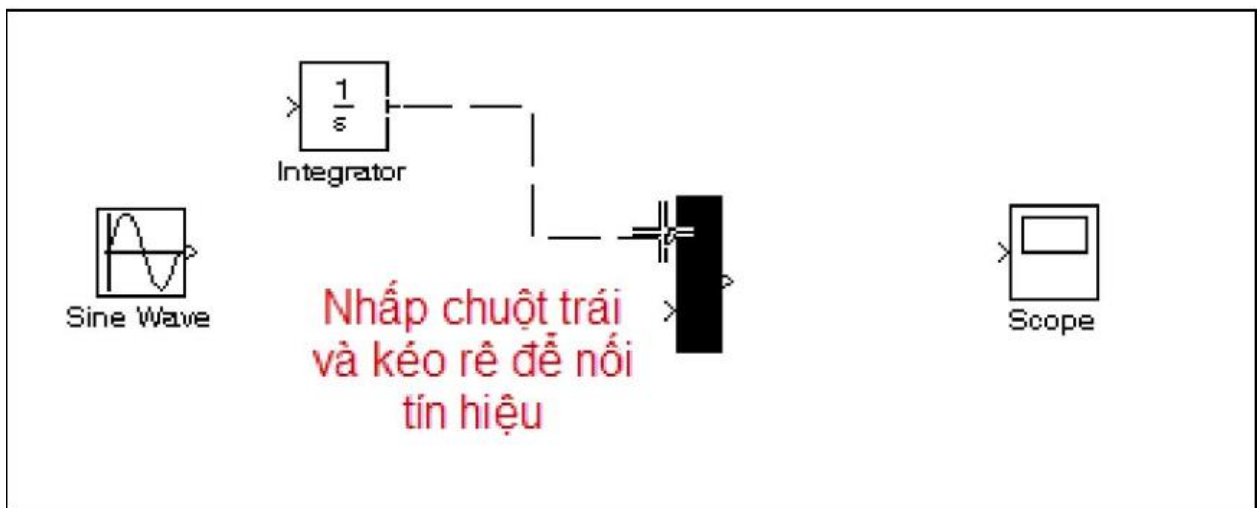 1
s
Integrator
Sine Wave
Nhấp chuột trái
và kéo rê để nối
tín hiệu
Scope